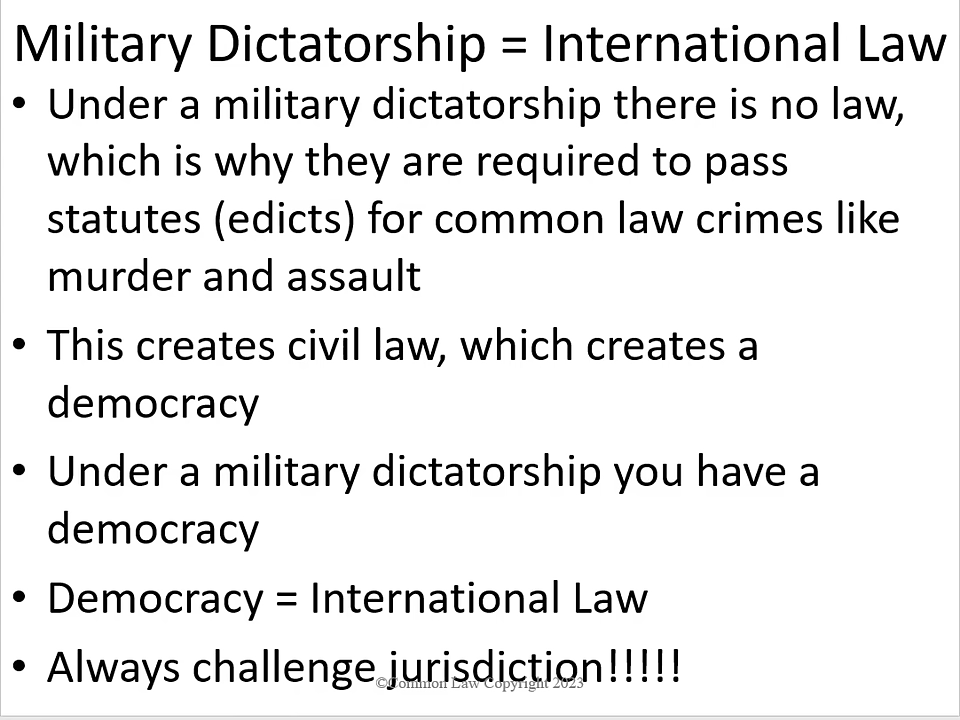 Military Dictatorship = International Law
• Under a military dictatorship there is no law,
which is why they are required to pass
statutes (edicts) for common law crimes like
murder and assault
• This creates civil law, which creates a
democracy
• Under a military dictatorship you have a
democracy
• Democracy = International Law
• Always challenge jurisdiction!!!!!
©Common Law Copyright 2023